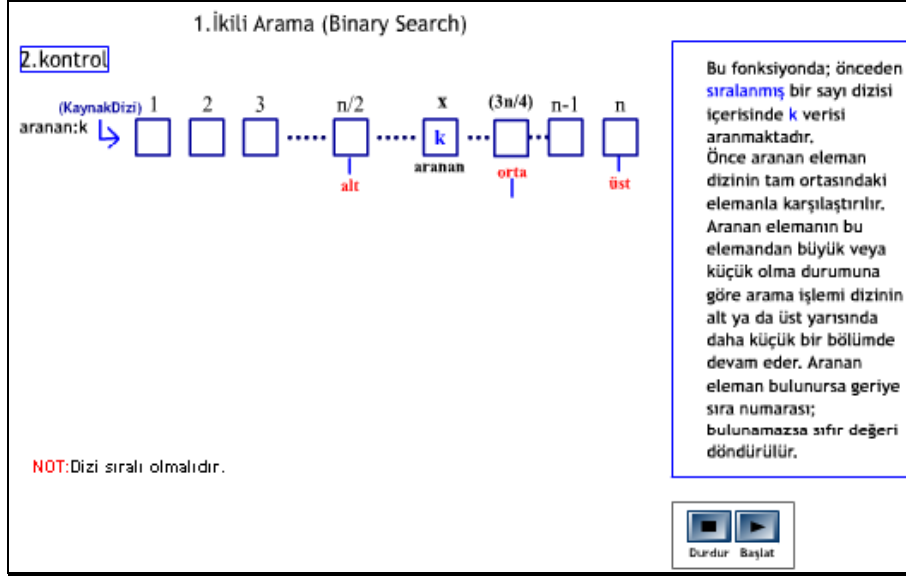 1.İkili Arama (Binary Search)
2.kontrol
(KaynakDizi) 1 2 3 n/2 x (3n/4) n-1 n
aranan:k k
aranan
alt orta üst
NOT:Dizi sıralı olmalıdır.
Bu fonksiyonda; önceden
sıralanmış bir sayı dizisi
içerisinde k verisi
aranmaktadır.
Önce aranan eleman
dizinin tam ortasındaki
elemanla karşılaştırılır.
Aranan elemanın bu
elemandan büyük veya
küçük olma durumuna
göre arama işlemi dizinin
alt ya da üst yarısında
daha küçük bir bölümde
devam eder. Aranan
eleman bulunursa geriye
sıra numarası;
bulunamazsa sıfır değeri
döndürülür.
Durdur Başlat